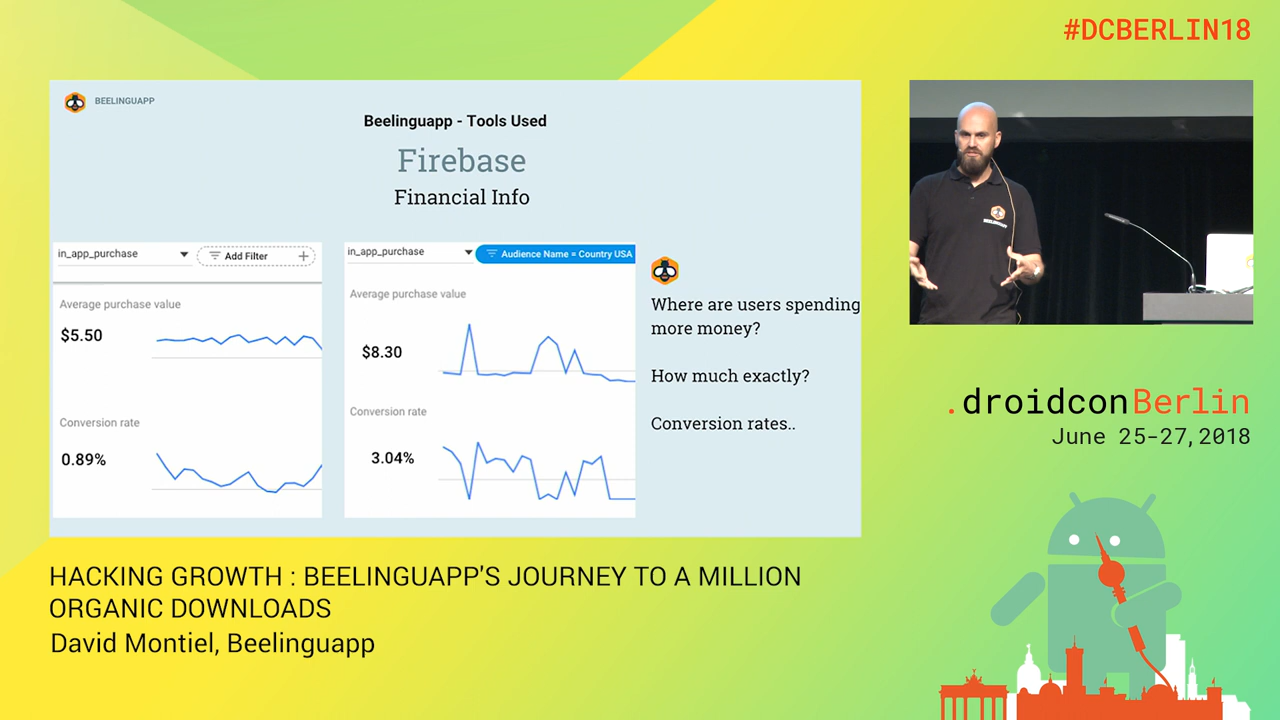 #DCBERLIN18
BEELINGUAPP
Beelinguapp - Tools Used
Firebase
Financial Info
in_app_purchase
Add Filter
Average purchase value
$5.50
Conversion rate
0.89%
in_app_purchase
Audience Name = Country USA
Average purchase value
$8.30
Conversion rate
3.04%
Where are users spending
more money?
How much exactly?
Conversion rates..
BEELINGUAPP
.droidconBerlin
June 25-27, 2018
HACKING GROWTH : BEELINGUAPP'S JOURNEY TO A MILLION
ORGANIC DOWNLOADS
David Montiel, Beelinguapp